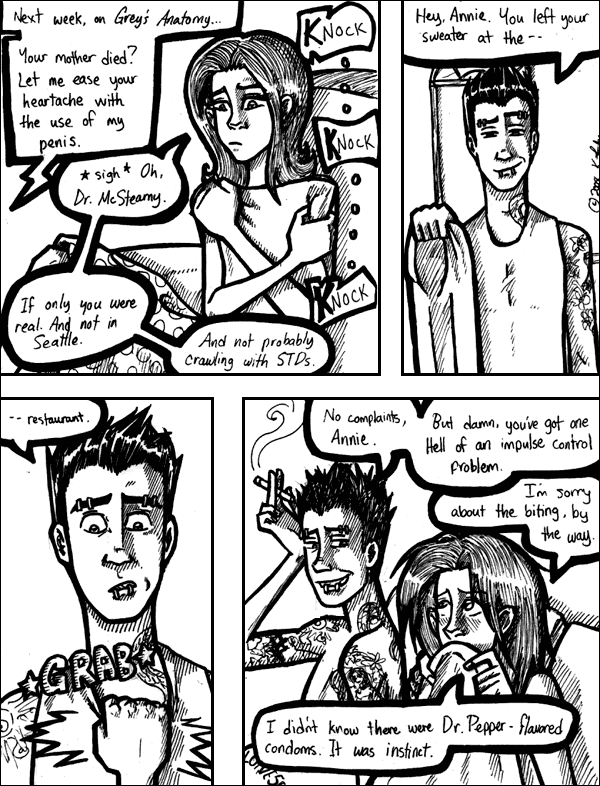 Next week, on Grey's Anatomy...
Your mother died?
Let me ease your
heartache with
the use of my
penis.
KNOCK
KNOCK
KNOCK
*sigh* Oh,
Dr. McSteamy.
If only you were
real. And not in
Seattle.
And not probably
crawling with STDs.
Hey, Annie. You left your
sweater at the--
-- restaurant.
*GRAB*
No complaints,
Annie.
But damn, you've got one
Hell of an impulse control
problem.
I'm sorry
about the biting, by
the way.
I didn't know there were Dr. Pepper-flavored
condoms. It was instinct.